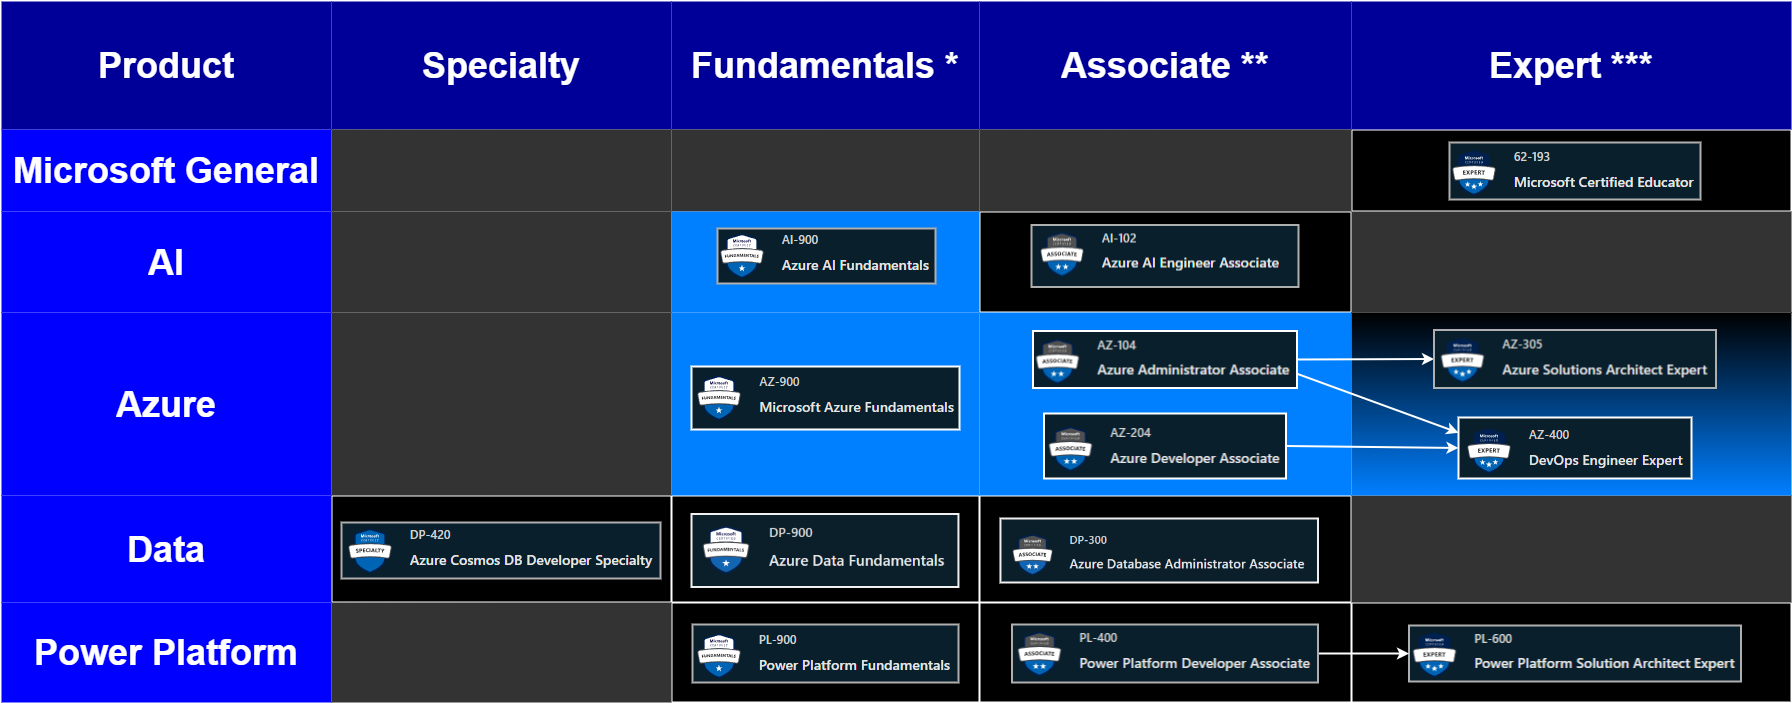 Product
Specialty
Fundamentals *
Associate **
Expert ***
Microsoft General
Microsoft
CERTIFIED
EXPERT
62-193
Microsoft Certified Educator
AI
Microsoft
CERTIFIED
FUNDAMENTALS
AI-900
Azure AI Fundamentals
Microsoft
CERTIFIED
ASSOCIATE
AI-102
Azure AI Engineer Associate
Azure
Microsoft
CERTIFIED
FUNDAMENTALS
AZ-900
Microsoft Azure Fundamentals
Microsoft
CERTIFIED
ASSOCIATE
AZ-104
Azure Administrator Associate
Microsoft
CERTIFIED
ASSOCIATE
AZ-204
Azure Developer Associate
Microsoft
CERTIFIED
EXPERT
AZ-305
Azure Solutions Architect Expert
Microsoft
CERTIFIED
EXPERT
AZ-400
DevOps Engineer Expert
Data
Microsoft
CERTIFIED
SPECIALTY
DP-420
Azure Cosmos DB Developer Specialty
Microsoft
CERTIFIED
FUNDAMENTALS
DP-900
Azure Data Fundamentals
Microsoft
CERTIFIED
ASSOCIATE
DP-300
Azure Database Administrator Associate
Power Platform
Microsoft
CERTIFIED
FUNDAMENTALS
PL-900
Power Platform Fundamentals
Microsoft
CERTIFIED
ASSOCIATE
PL-400
Power Platform Developer Associate
Microsoft
CERTIFIED
EXPERT
PL-600
Power Platform Solution Architect Expert